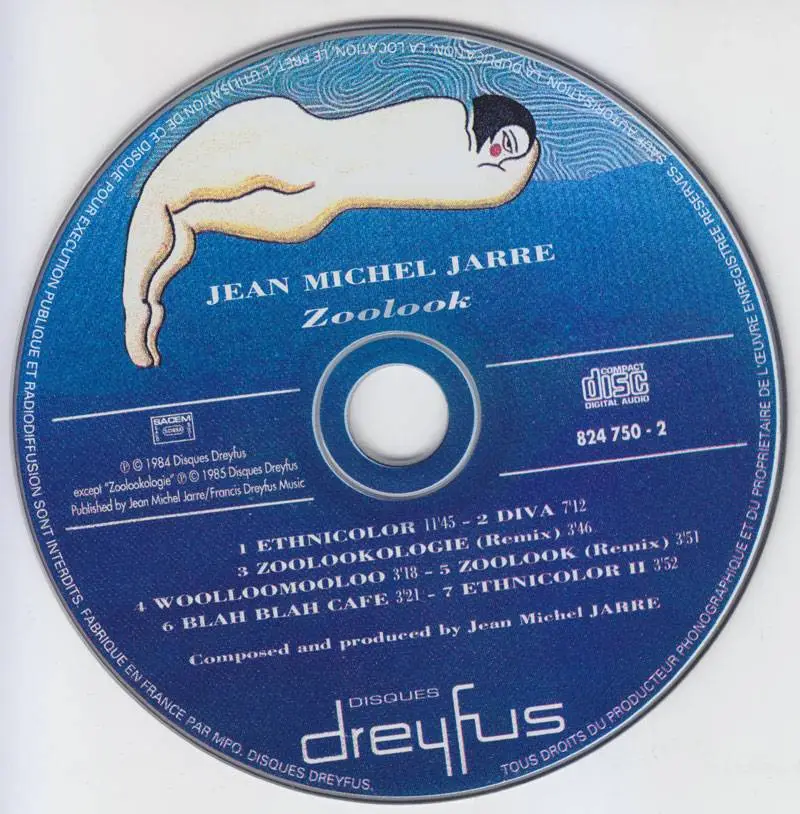 JEAN MICHEL JARRE
Zoolook
SACEM
COMPACT
disc
DIGITAL AUDIO
824 750 - 2
℗ © 1984 Disques Dreyfus
except "Zoolookologie" ℗ © 1985 Disques Dreyfus
Published by Jean Michel Jarre/Francis Dreyfus Music
1 ETHNICOLOR 11'45 - 2 DIVA 7'12
3 ZOOLOOKOLOGIE (Remix) 3'46
4 WOOLLOOMOOLOO 3'18 - 5 ZOOLOOK (Remix) 3'51
6 BLAH BLAH CAFE 3'21 - 7 ETHNICOLOR II 3'52
Composed and produced by Jean Michel JARRE
DISQUES
dreyfus
TOUS DROITS DU PRODUCTEUR PHONOGRAPHIQUE ET DU PROPRIETAIRE DE L'ŒUVRE ENREGISTREE RESERVES. SAUF AUTORISATION, LA DUPLICATION, LA LOCATION, LE PRET, L'UTILISATION DE CE DISQUE POUR EXECUTION PUBLIQUE ET RADIODIFFUSION SONT INTERDITS. FABRIQUE EN FRANCE PAR MPO. DISQUES DREYFUS.